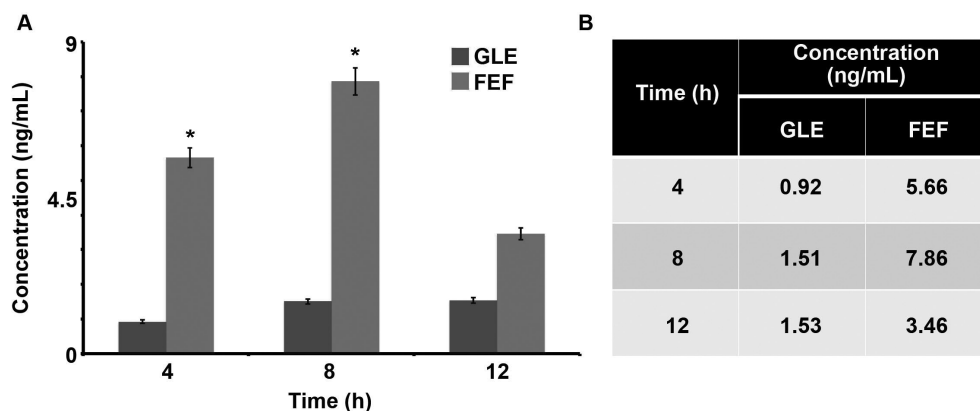 A
9
4.5
0
Concentration (ng/mL)
GLE
FEF
*
*
4
8
12
Time (h)
B
Time (h)
Concentration
(ng/mL)
GLE
FEF
4
0.92
5.66
8
1.51
7.86
12
1.53
3.46